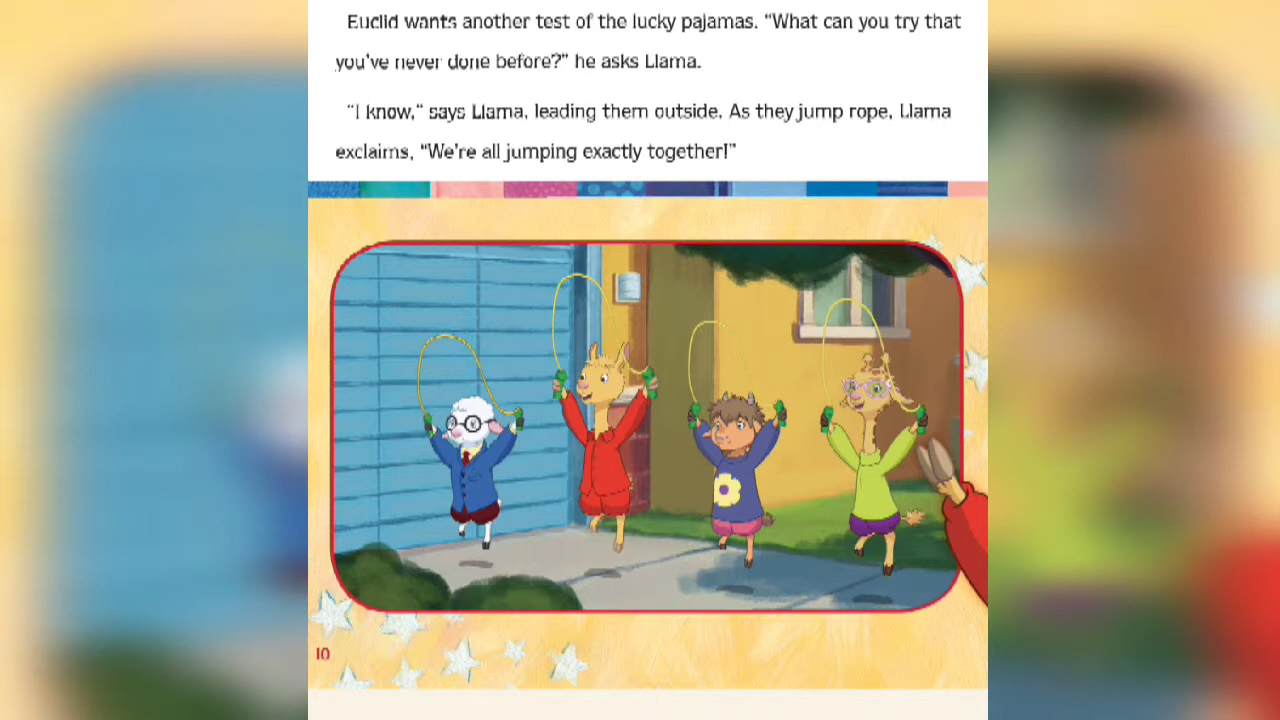 Euclid wants another test of the lucky pajamas. “What can you try that
you’ve never done before?” he asks Llama.
“I know,“ says Llama, leading them outside. As they jump rope, Llama
exclaims, “We’re all jumping exactly together!”
10